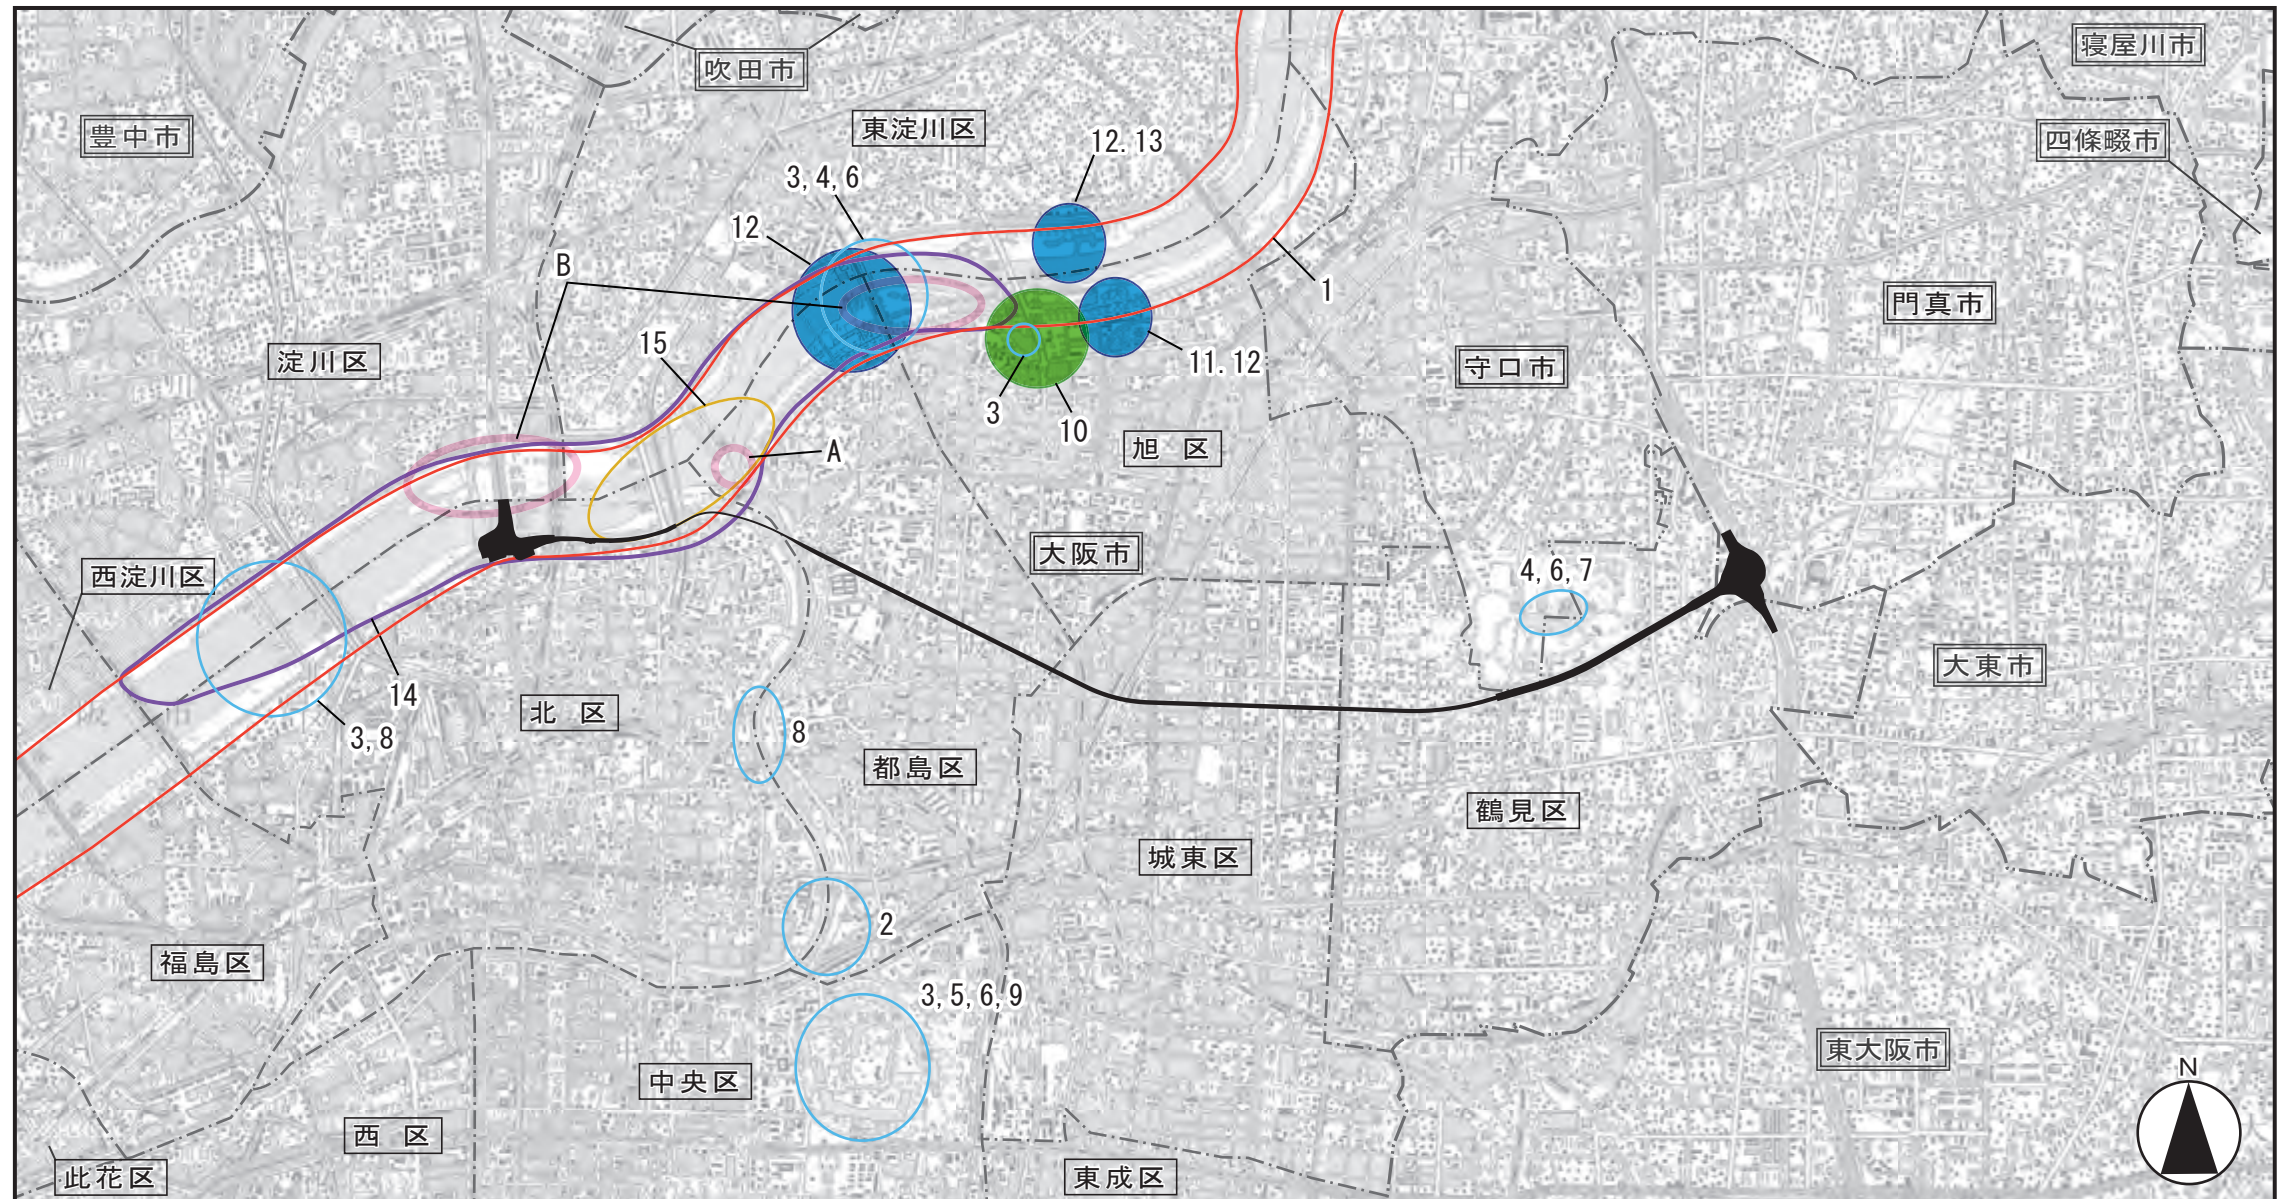 寝屋川市
吹田市
豊中市
東淀川区
12.13
四條畷市
3,4,6
12
B
1
門真市
15
淀川区
11.12
守口市
3
10
旭 区
A
大阪市
西淀川区
4,6,7
大東市
14
北 区
3,8
8
都島区
鶴見区
城東区
2
福島区
3,5,6,9
東大阪市
N
中央区
西 区
此花区
東成区